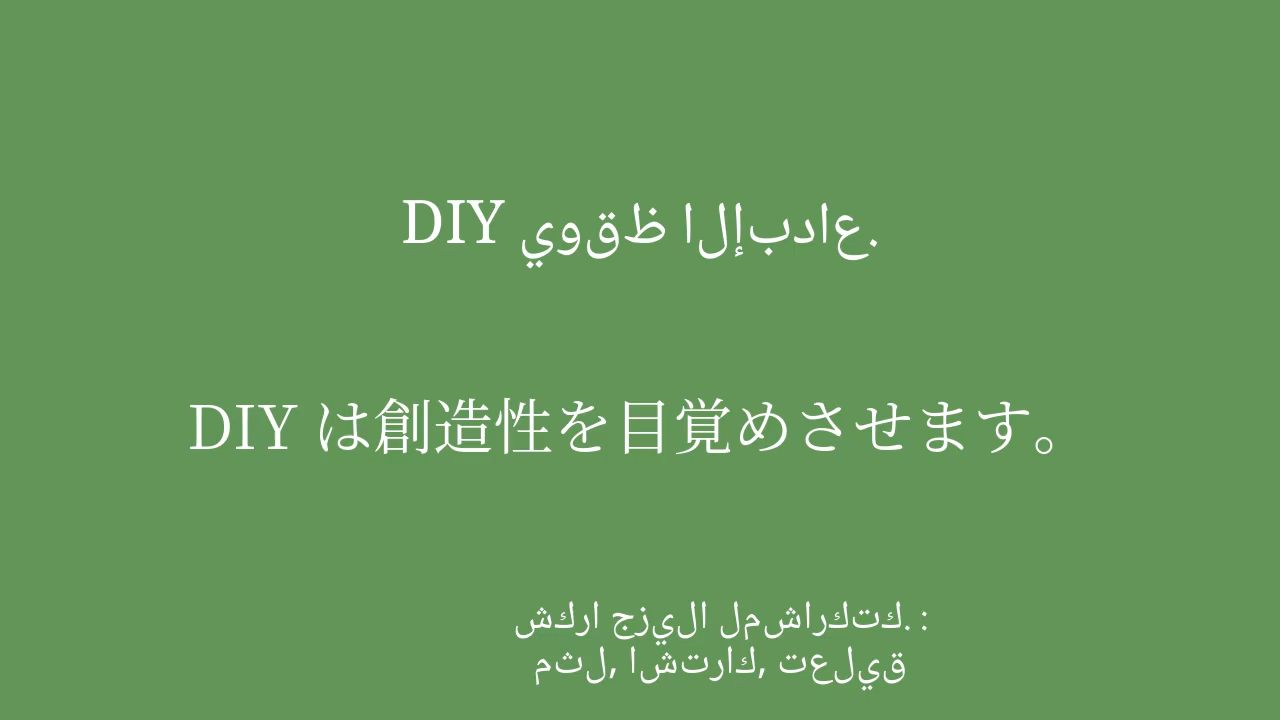 DIY يوقظ الإبداع.
DIY は創造性を目覚めさせます。
شكرا جزيلا لمشاركتك. :
مثل, اشتراك, تعليق